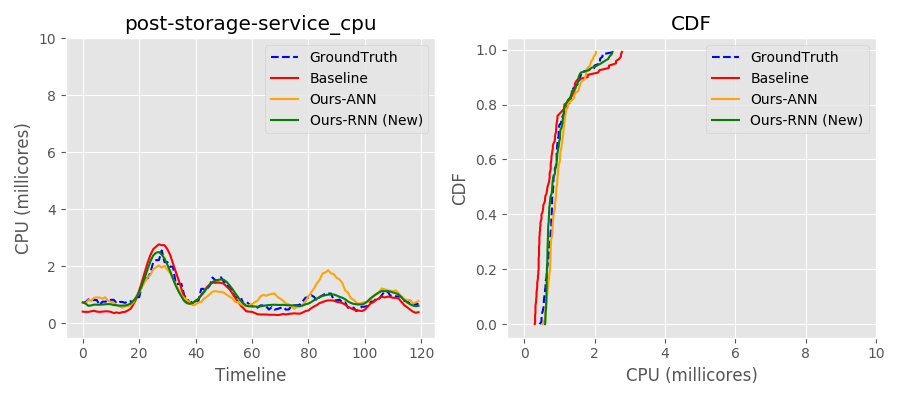 post-storage-service_cpu
CPU (millicores)
10
8
6
4
2
0
GroundTruth
Baseline
Ours-ANN
Ours-RNN (New)
0
20
40
60
80
100
120
Timeline
CDF
CDF
1.0
0.8
0.6
0.4
0.2
0.0
GroundTruth
Baseline
Ours-ANN
Ours-RNN (New)
0
2
4
6
8
10
CPU (millicores)